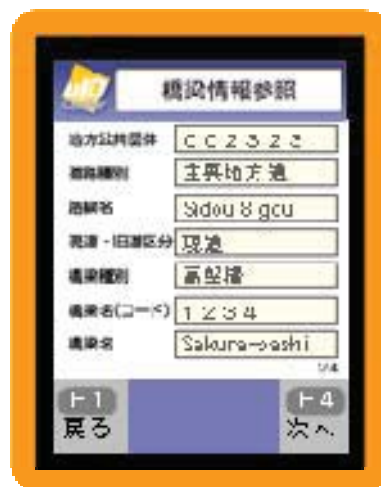 橋梁情報参照
地方公共団体
道路種別 主要地方道
路線名 Sidou 8 gou
現道・旧道区分 現道
橋梁種別 高架橋
橋梁名(コード) 1234
橋梁名 Sakura-bashi
1/4
F1 F4
戻る 次へ